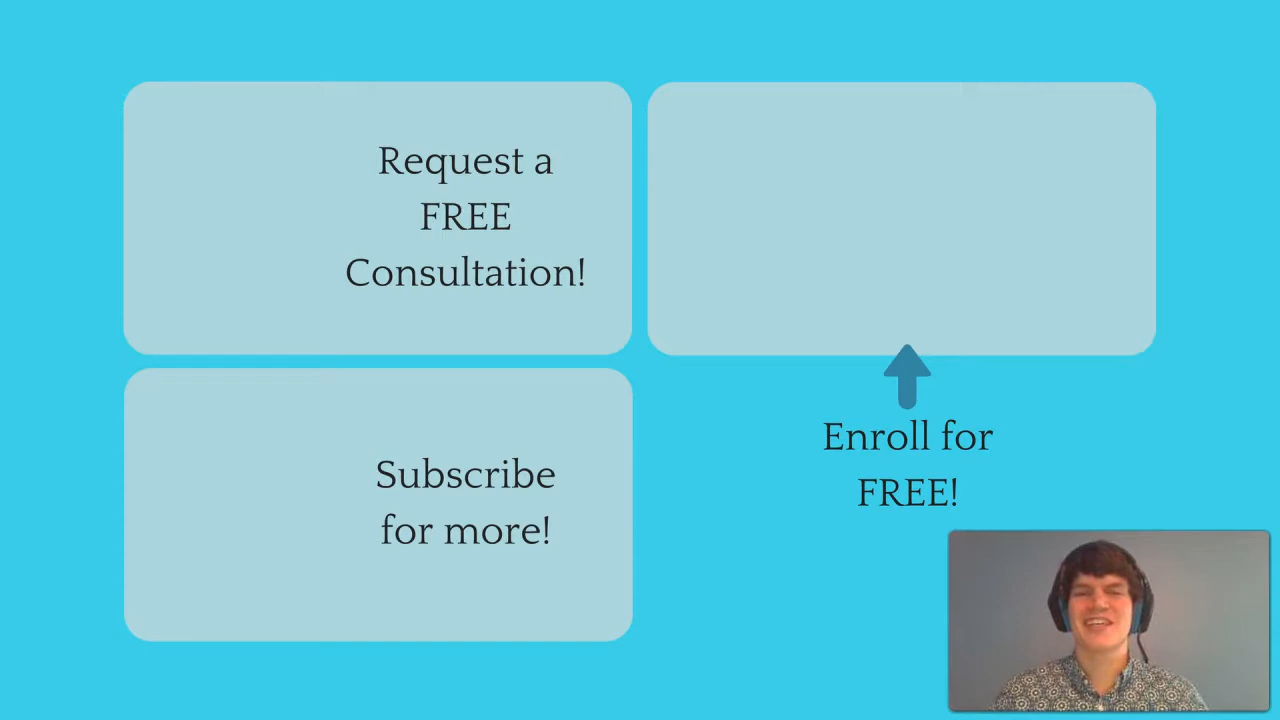 Request a
FREE
Consultation!
Enroll for
FREE!
Subscribe
for more!